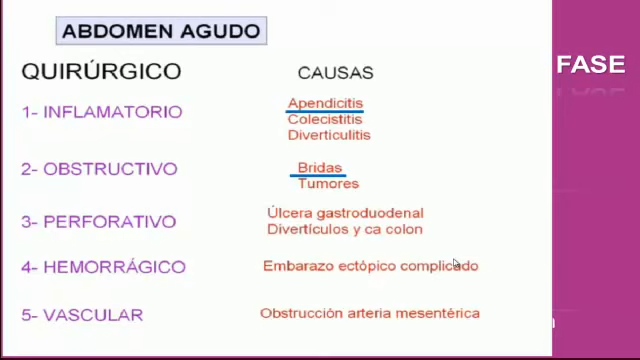 ABDOMEN AGUDO
FASE
QUIRÚRGICO CAUSAS
1- INFLAMATORIO
Apendicitis
Colecistitis
Diverticulitis
2- OBSTRUCTIVO
Bridas
Tumores
3- PERFORATIVO
Úlcera gastroduodenal
Divertículos y ca colon
4- HEMORRÁGICO
Embarazo ectópico complicado
5- VASCULAR
Obstrucción arteria mesentérica